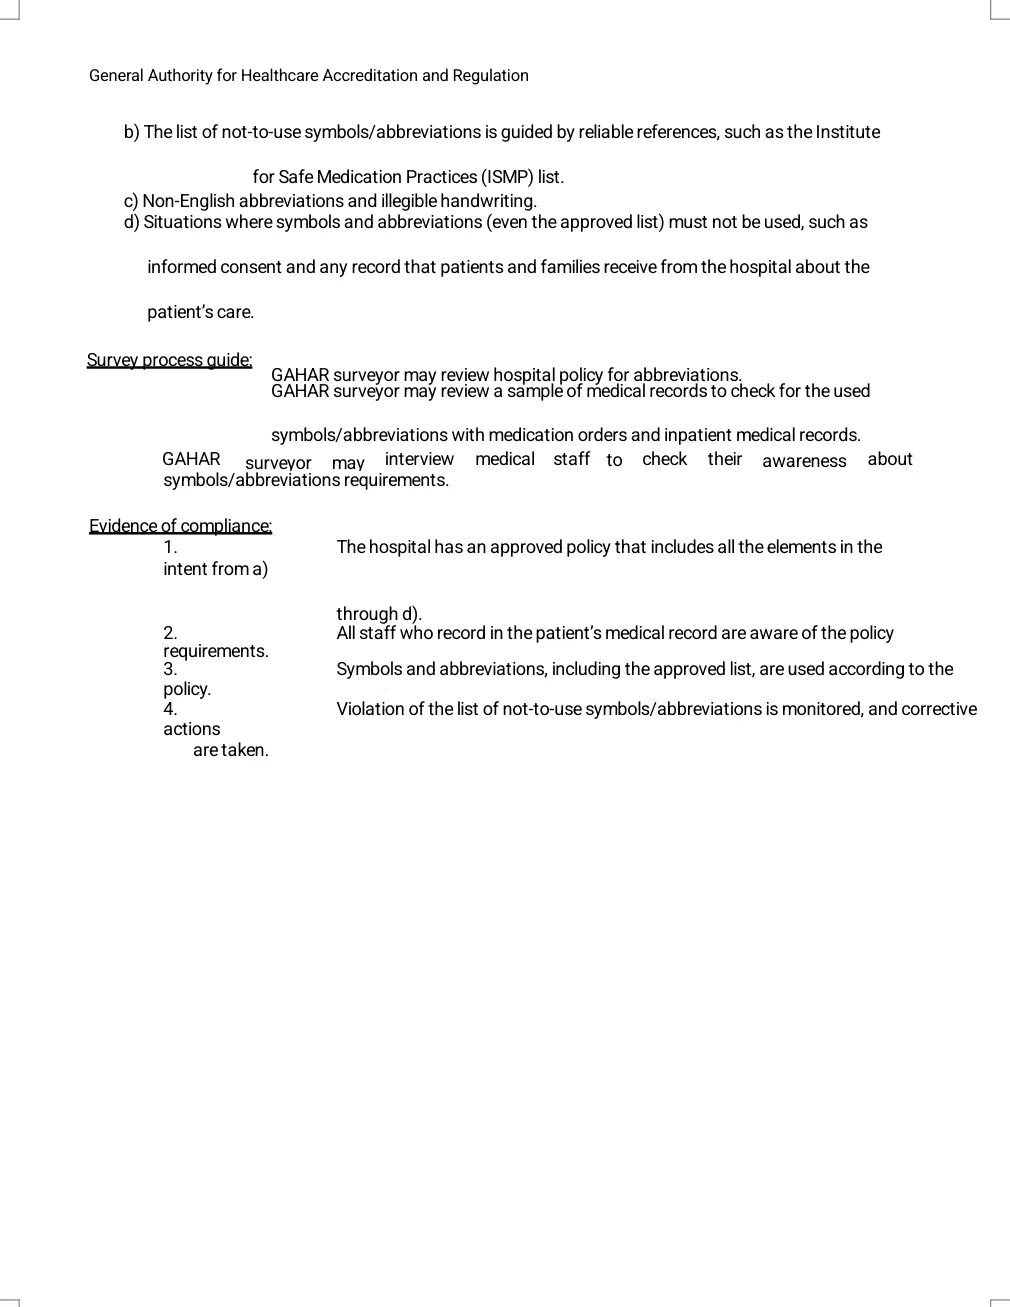 General Authority for Healthcare Accreditation and Regulation
b) The list of not-to-use symbols/abbreviations is guided by reliable references, such as the Institute
for Safe Medication Practices (ISMP) list.
c) Non-English abbreviations and illegible handwriting.
d) Situations where symbols and abbreviations (even the approved list) must not be used, such as
informed consent and any record that patients and families receive from the hospital about the
patient’s care.
Survey process guide:
GAHAR surveyor may review hospital policy for abbreviations.
GAHAR surveyor may review a sample of medical records to check for the used
symbols/abbreviations with medication orders and inpatient medical records.
GAHAR surveyor may interview medical staff to check their awareness about
symbols/abbreviations requirements.
Evidence of compliance:
1. The hospital has an approved policy that includes all the elements in the
intent from a)
through d).
2. All staff who record in the patient’s medical record are aware of the policy
requirements.
3. Symbols and abbreviations, including the approved list, are used according to the
policy.
4. Violation of the list of not-to-use symbols/abbreviations is monitored, and corrective
actions
are taken.